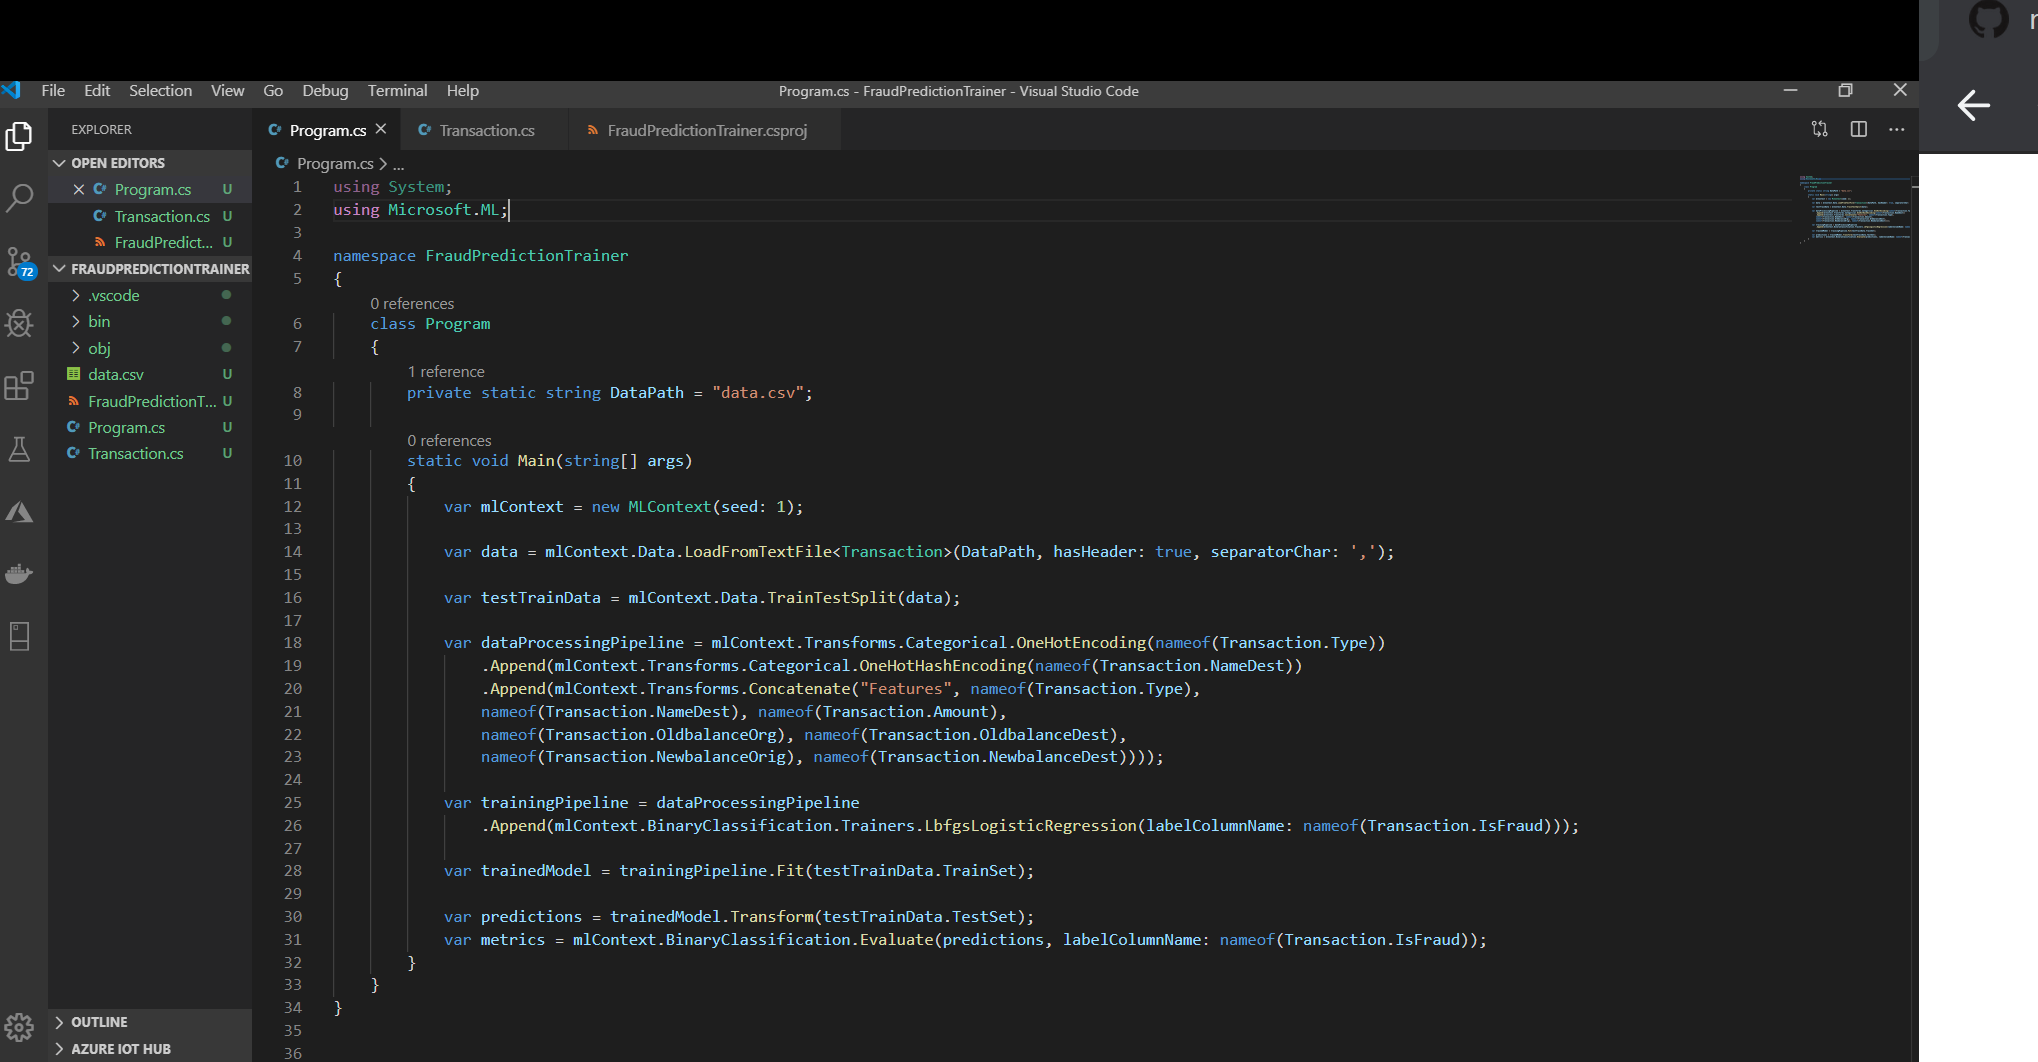 File Edit Selection View Go Debug Terminal Help
Program.cs - FraudPredictionTrainer - Visual Studio Code
EXPLORER
OPEN EDITORS
Program.cs U
Transaction.cs U
FraudPredict... U
FRAUDPREDICTIONTRAINER
.vscode
bin
obj
data.csv U
FraudPredictionT... U
Program.cs U
Transaction.cs U
OUTLINE
AZURE IOT HUB
72
Program.cs Transaction.cs FraudPredictionTrainer.csproj
Program.cs > ...
1 using System;
2 using Microsoft.ML;
3
4 namespace FraudPredictionTrainer
5 {
0 references
6 class Program
7 {
1 reference
8 private static string DataPath = "data.csv";
9
0 references
10 static void Main(string[] args)
11 {
12 var mlContext = new MLContext(seed: 1);
13
14 var data = mlContext.Data.LoadFromTextFile<Transaction>(DataPath, hasHeader: true, separatorChar: ',');
15
16 var testTrainData = mlContext.Data.TrainTestSplit(data);
17
18 var dataProcessingPipeline = mlContext.Transforms.Categorical.OneHotEncoding(nameof(Transaction.Type))
19 .Append(mlContext.Transforms.Categorical.OneHotHashEncoding(nameof(Transaction.NameDest))
20 .Append(mlContext.Transforms.Concatenate("Features", nameof(Transaction.Type),
21 nameof(Transaction.NameDest), nameof(Transaction.Amount),
22 nameof(Transaction.OldbalanceOrg), nameof(Transaction.OldbalanceDest),
23 nameof(Transaction.NewbalanceOrig), nameof(Transaction.NewbalanceDest))));
24
25 var trainingPipeline = dataProcessingPipeline
26 .Append(mlContext.BinaryClassification.Trainers.LbfgsLogisticRegression(labelColumnName: nameof(Transaction.IsFraud)));
27
28 var trainedModel = trainingPipeline.Fit(testTrainData.TrainSet);
29
30 var predictions = trainedModel.Transform(testTrainData.TestSet);
31 var metrics = mlContext.BinaryClassification.Evaluate(predictions, labelColumnName: nameof(Transaction.IsFraud));
32 }
33 }
34 }
35
36